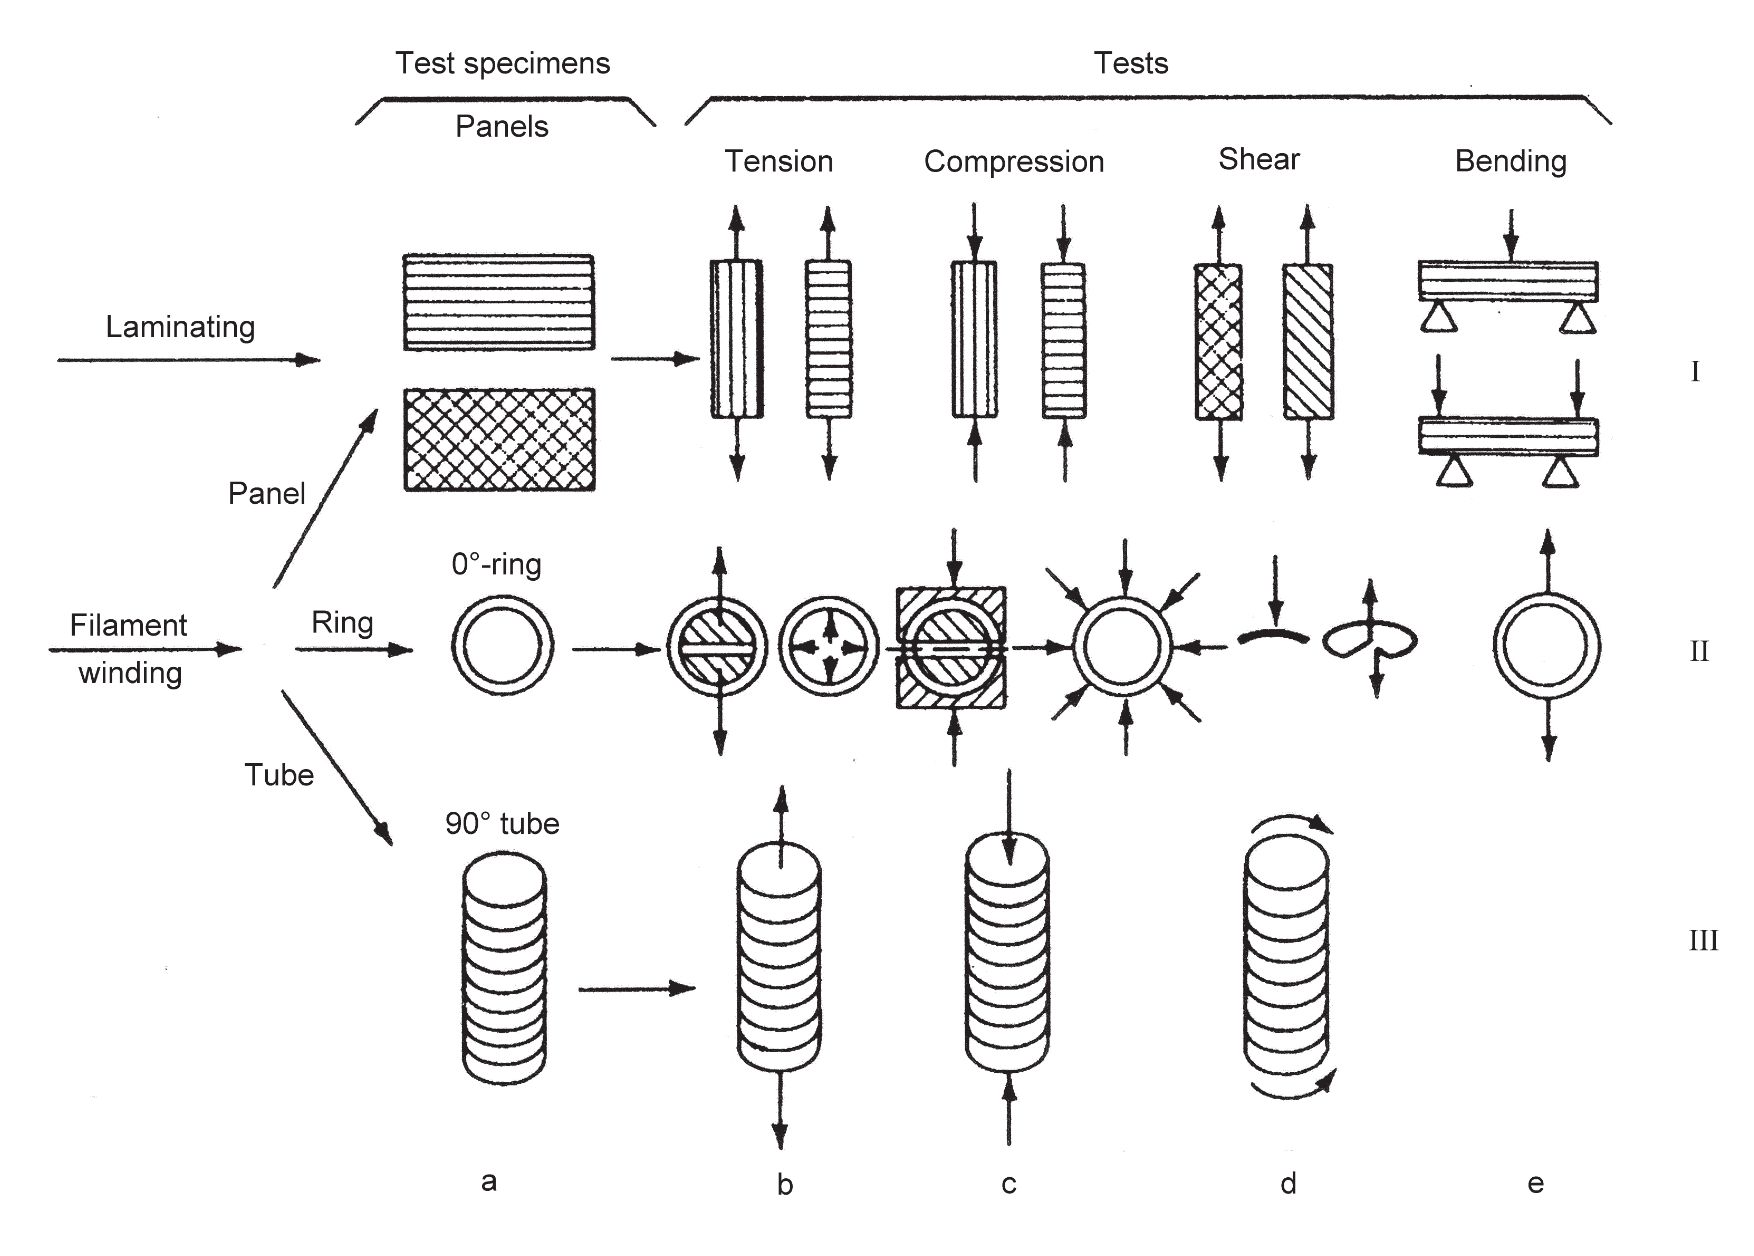 Test specimens
Tests
Panels
Tension
Compression
Shear
Bending
Laminating
I
Panel
0°-ring
Filament
winding
Ring
II
Tube
90° tube
III
a
b
c
d
e